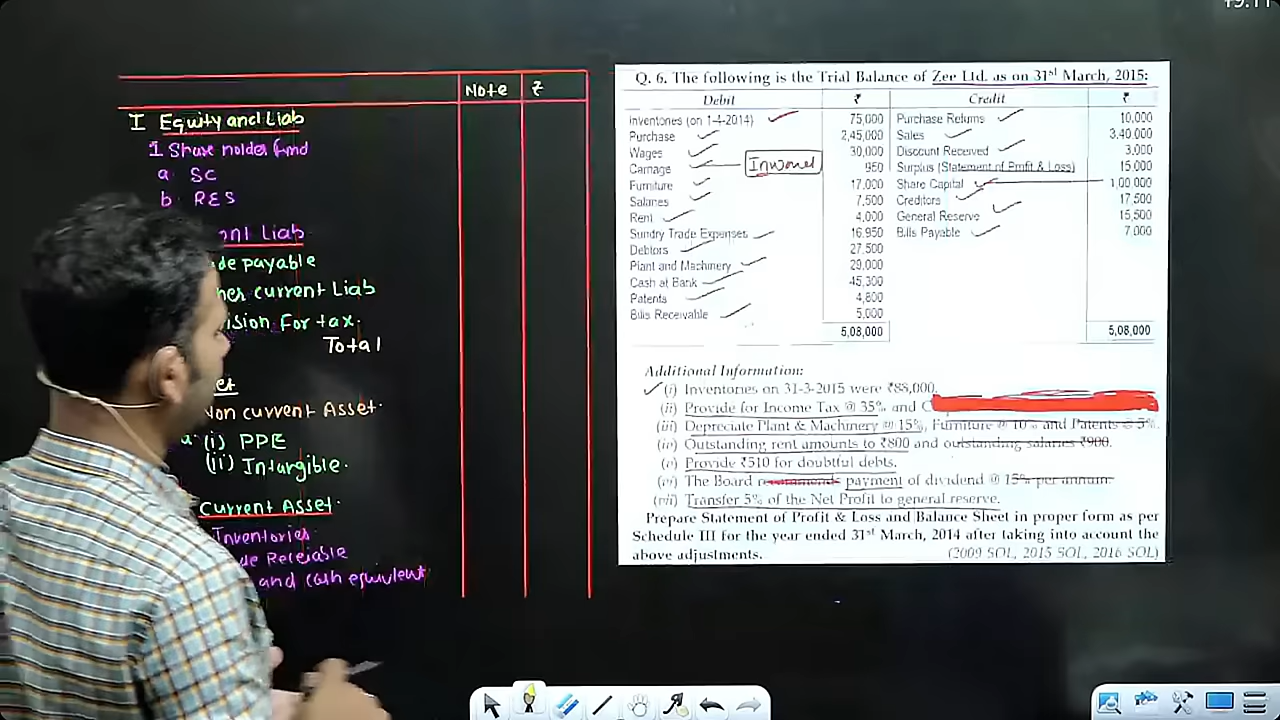 Note ₹
I Equity and Liab
1 Share holder fund
a SC
b RES
Liab
payable
current Liab
For tax.
Total
Non current Asset.
a (i) PPE
(ii) Intangible.
Current Asset.
Inventories
and cash equivlent
Q. 6. The following is the Trial Balance of Zee Ltd. as on 31st March, 2015:
Debit ₹ Credit ₹
Inventories (on 1-4-2014) 75,000 Purchase Returns 10,000
Purchase 2,45,000 Sales 3,40,000
Wages 30,000 Discount Received 3,000
Carriage Inward 950 Surplus (Statement of Profit & Loss) 15,000
Furniture 17,000 Share Capital 1,00,000
Salaries 7,500 Creditors 17,500
Rent 4,000 General Reserve 15,500
Sundry Trade Expenses 16,950 Bills Payable 7,000
Debtors 27,500
Plant and Machinery 29,000
Cash at Bank 45,300
Patents 4,800
Bills Receivable 5,000
5,08,000 5,08,000
Additional Information:
(i) Inventories on 31-3-2015 were ₹88,000.
(ii) Provide for Income Tax @ 35% and C
(iii) Depreciate Plant & Machinery @ 15%, Furniture @ 10% and Patents @ 5%.
(iv) Outstanding rent amounts to ₹800 and outstanding salaries ₹900.
(v) Provide ₹510 for doubtful debts.
(vi) The Board recommends payment of dividend @ 15% per annum.
(vii) Transfer 5% of the Net Profit to general reserve.
Prepare Statement of Profit & Loss and Balance Sheet in proper form as per
Schedule III for the year ended 31st March, 2014 after taking into account the
above adjustments. (2009 SOL, 2015 SOL, 2016 SOL)